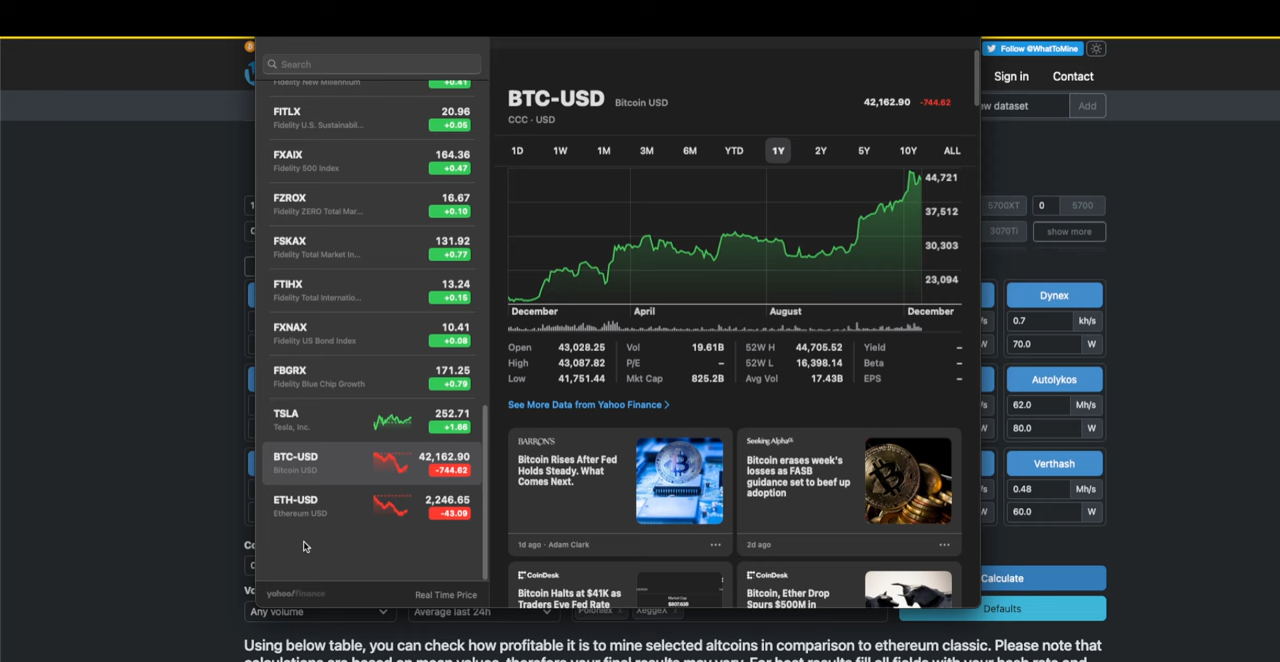 Follow @WhatToMine
Sign in
Contact
w dataset
Add
5700XT
0
5700
3070Ti
show more
Dynex
0.7
kh/s
70.0
W
Autolykos
62.0
Mh/s
80.0
W
Verthash
0.48
Mh/s
60.0
W
Calculate
Defaults
Search
Fidelity New Millennium
+0.41
FITLX
20.96
Fidelity U.S. Sustainabil...
+0.05
FXAIX
164.36
Fidelity 500 Index
+0.47
FZROX
16.67
Fidelity ZERO Total Mar...
+0.10
FSKAX
131.92
Fidelity Total Market In...
+0.77
FTIHX
13.24
Fidelity Total Internatio...
+0.15
FXNAX
10.41
Fidelity US Bond Index
+0.08
FBGRX
171.25
Fidelity Blue Chip Growth
+0.79
TSLA
252.71
Tesla, Inc.
+1.66
BTC-USD
42,162.90
Bitcoin USD
-744.62
ETH-USD
2,246.65
Ethereum USD
-43.09
yahoo/finance
Real Time Price
BTC-USD Bitcoin USD
42,162.90 -744.62
CCC · USD
1D 1W 1M 3M 6M YTD 1Y 2Y 5Y 10Y ALL
44,721
37,512
30,303
23,094
December April August December
Open 43,028.25 Vol 19.61B 52W H 44,705.52 Yield –
High 43,087.82 P/E – 52W L 16,398.14 Beta –
Low 41,751.44 Mkt Cap 825.2B Avg Vol 17.43B EPS –
See More Data from Yahoo Finance >
BARRON'S
Bitcoin Rises After Fed
Holds Steady. What
Comes Next.
1d ago · Adam Clark
...
Seeking Alpha
Bitcoin erases week's
losses as FASB
guidance set to beef up
adoption
2d ago
...
CoinDesk
Bitcoin Halts at $41K as
Traders Eye Fed Rate
CoinDesk
Bitcoin, Ether Drop
Spurs $500M in
Any volume
Average last 24h
Poloniex x
XeggeX x
Using below table, you can check how profitable it is to mine selected altcoins in comparison to ethereum classic. Please note that